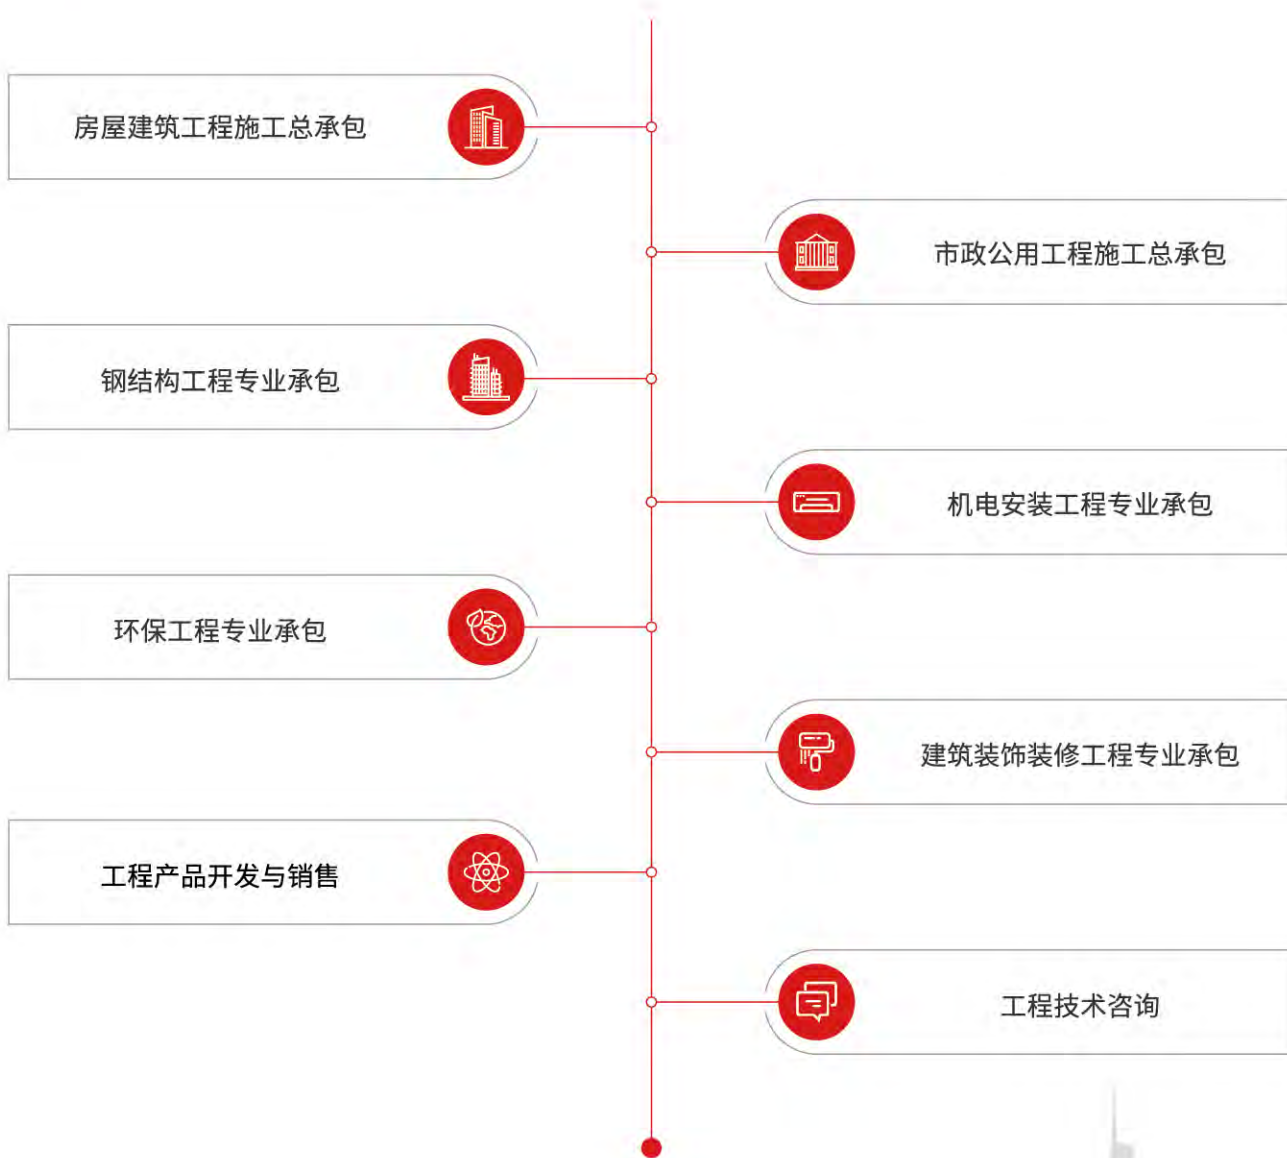 房屋建筑工程施工总承包
市政公用工程施工总承包
钢结构工程专业承包
机电安装工程专业承包
环保工程专业承包
建筑装饰装修工程专业承包
工程产品开发与销售
工程技术咨询